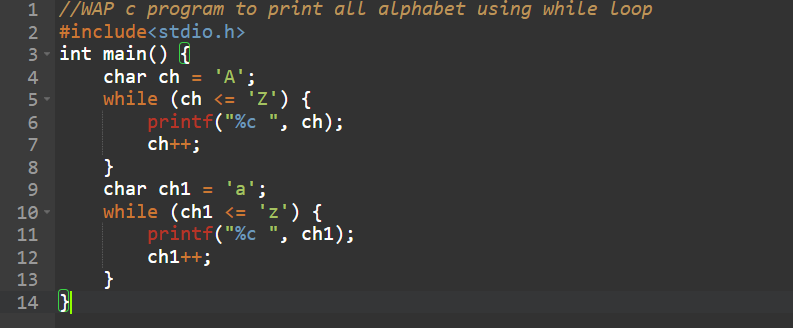 1 //WAP c program to print all alphabet using while loop
2 #include<stdio.h>
3 int main() {
4     char ch = 'A';
5     while (ch <= 'Z') {
6         printf("%c ", ch);
7         ch++;
8     }
9     char ch1 = 'a';
10     while (ch1 <= 'z') {
11         printf("%c ", ch1);
12         ch1++;
13     }
14 }